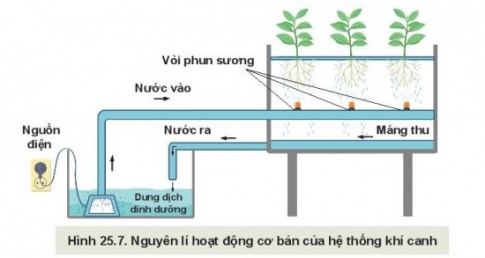 Vòi phun sương
Nước vào
Nguồn
điện
Nước ra
Máng thu
Dung dịch
dinh dưỡng
Hình 25.7. Nguyên lí hoạt động cơ bản của hệ thống khí canh